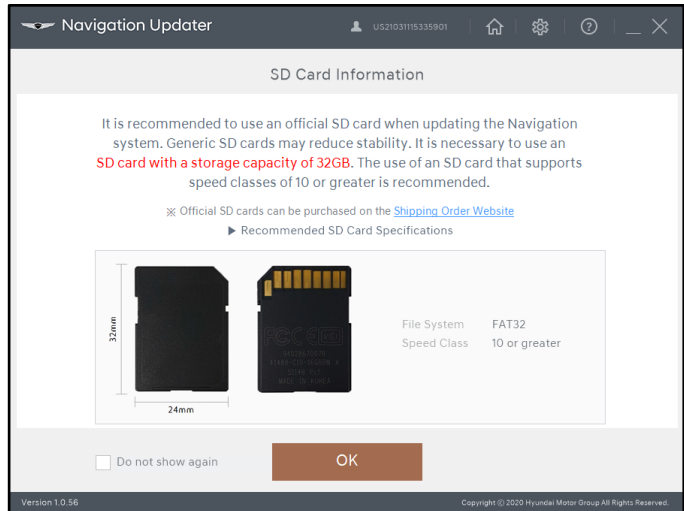 Navigation Updater
US21031115335901
SD Card Information
It is recommended to use an official SD card when updating the Navigation
system. Generic SD cards may reduce stability. It is necessary to use an
SD card with a storage capacity of 32GB. The use of an SD card that supports
speed classes of 10 or greater is recommended.
※ Official SD cards can be purchased on the Shipping Order Website
▶ Recommended SD Card Specifications
32mm
24mm
FCC CE
MADE IN KOREA
File System FAT32
Speed Class 10 or greater
Do not show again
OK
Version 1.0.56
Copyright © 2020 Hyundai Motor Group All Rights Reserved.